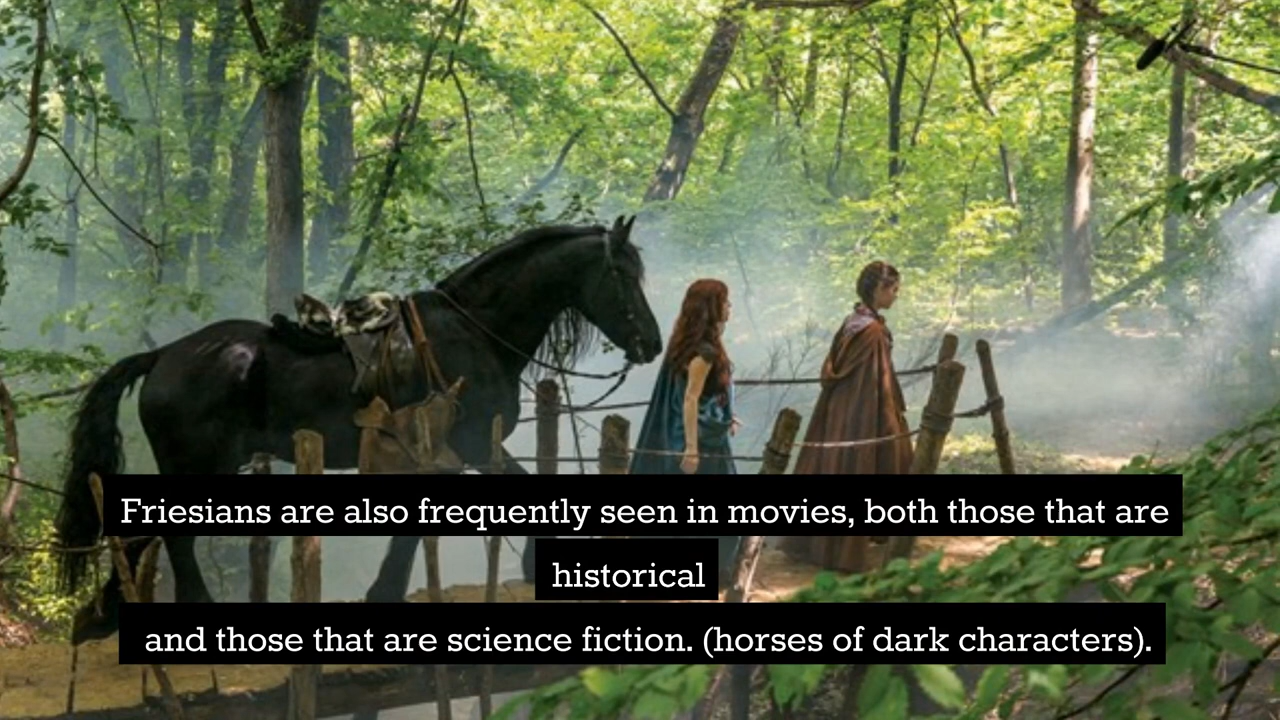 Friesians are also frequently seen in movies, both those that are
historical
and those that are science fiction. (horses of dark characters).